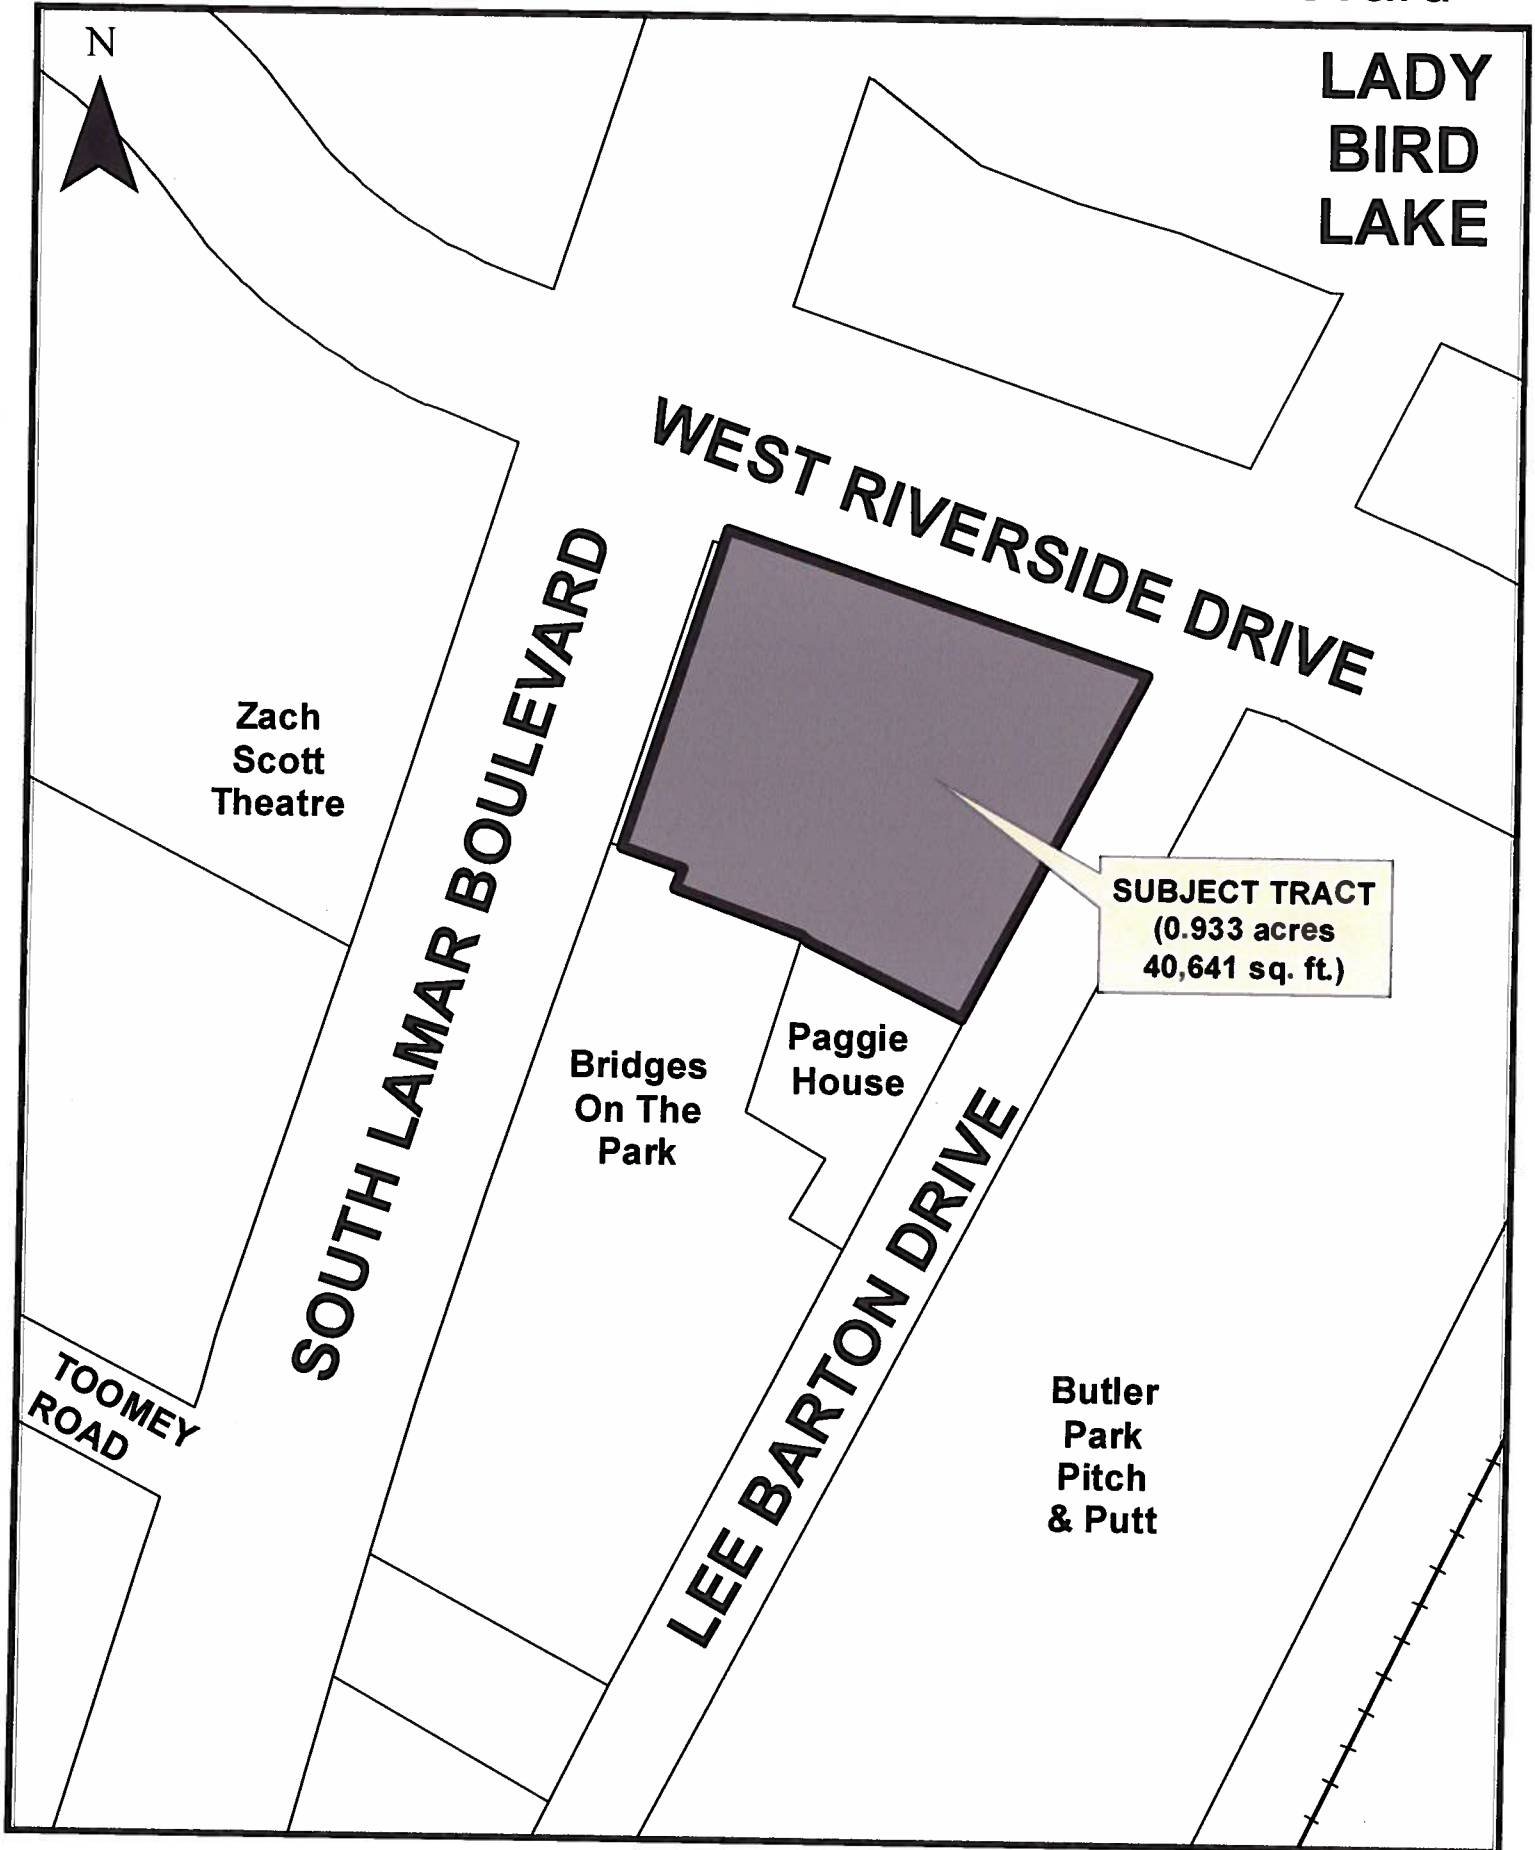 N
LADY
BIRD
LAKE
WEST RIVERSIDE DRIVE
SOUTH LAMAR BOULEVARD
Zach
Scott
Theatre
SUBJECT TRACT
(0.933 acres
40,641 sq. ft.)
Paggie
House
Bridges
On The
Park
LEE BARTON DRIVE
TOOMEY
ROAD
Butler
Park
Pitch
& Putt